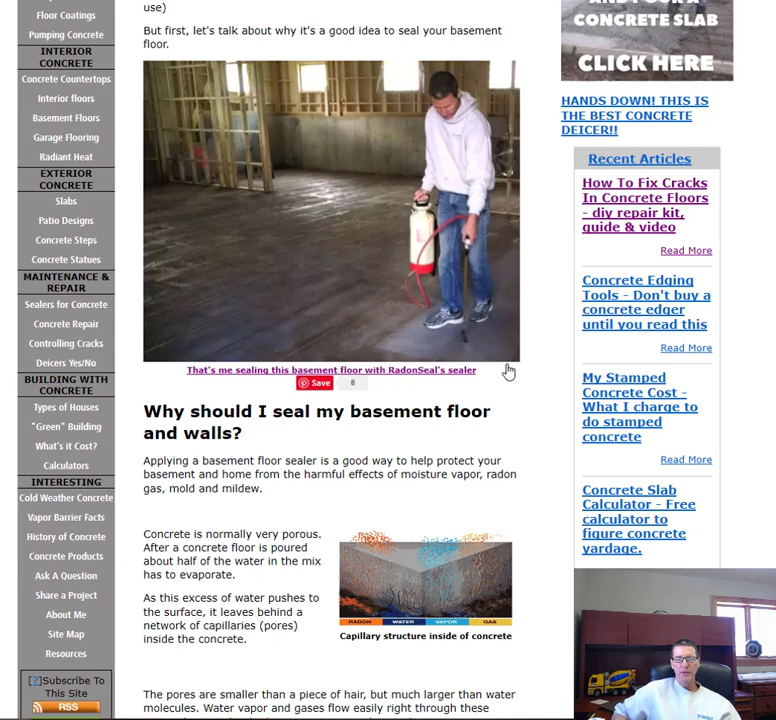 Floor Coatings
Pumping Concrete
INTERIOR
CONCRETE
Concrete Countertops
Interior floors
Basement Floors
Garage Flooring
Radiant Heat
EXTERIOR
CONCRETE
Slabs
Patio Designs
Concrete Steps
Concrete Statues
MAINTENANCE &
REPAIR
Sealers for Concrete
Concrete Repair
Controlling Cracks
Deicers Yes/No
BUILDING WITH
CONCRETE
Types of Houses
"Green" Building
What's it Cost?
Calculators
INTERESTING
Cold Weather Concrete
Vapor Barrier Facts
History of Concrete
Concrete Products
Ask A Question
Share a Project
About Me
Site Map
Resources
[?]Subscribe To
This Site
RSS
use)
But first, let's talk about why it's a good idea to seal your basement
floor.
That's me sealing this basement floor with RadonSeal's sealer
Save 8
Why should I seal my basement floor
and walls?
Applying a basement floor sealer is a good way to help protect your
basement and home from the harmful effects of moisture vapor, radon
gas, mold and mildew.
Concrete is normally very porous.
After a concrete floor is poured
about half of the water in the mix
has to evaporate.
As this excess of water pushes to
the surface, it leaves behind a
network of capillaries (pores)
inside the concrete.
RADON WATER VAPOR GAS
Capillary structure inside of concrete
The pores are smaller than a piece of hair, but much larger than water
molecules. Water vapor and gases flow easily right through these
CONCRETE SLAB
CLICK HERE
HANDS DOWN! THIS IS
THE BEST CONCRETE
DEICER!!
Recent Articles
How To Fix Cracks
In Concrete Floors
- diy repair kit,
guide & video
Read More
Concrete Edging
Tools - Don't buy a
concrete edger
until you read this
Read More
My Stamped
Concrete Cost -
What I charge to
do stamped
concrete
Read More
Concrete Slab
Calculator - Free
calculator to
figure concrete
yardage.